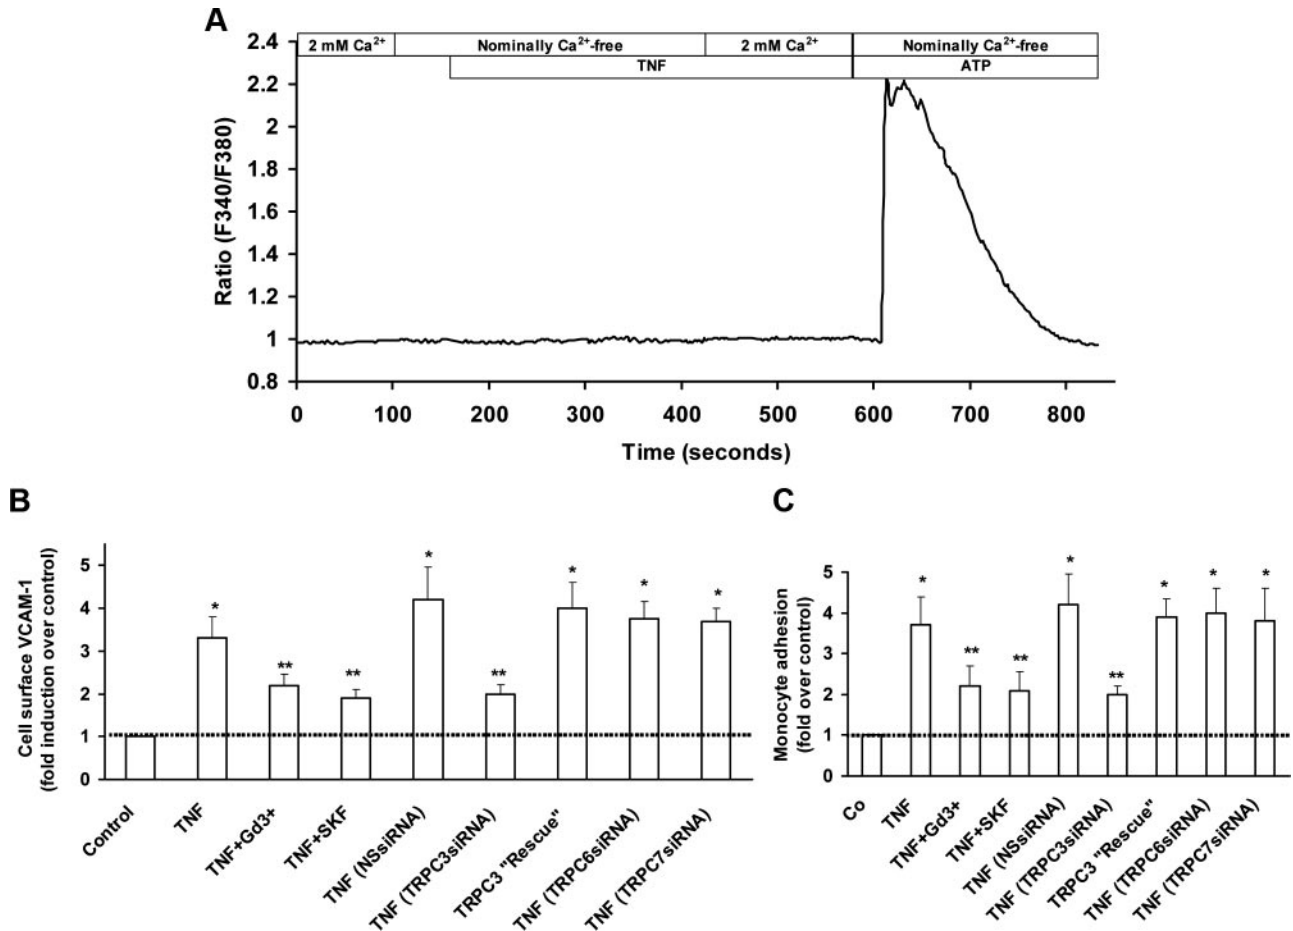 A
2 mM Ca²⁺ Nominally Ca²⁺-free 2 mM Ca²⁺ Nominally Ca²⁺-free
TNF ATP
Ratio (F340/F380)
2.4
2.2
2
1.8
1.6
1.4
1.2
1
0.8
0 100 200 300 400 500 600 700 800
Time (seconds)
B
Cell surface VCAM-1
(fold induction over control)
5
4
3
2
1
0
* ** ** * ** * * *
Control
TNF
TNF+Gd3+
TNF+SKF
TNF (NSsiRNA)
TNF (TRPC3siRNA)
TRPC3 "Rescue"
TNF (TRPC6siRNA)
TNF (TRPC7siRNA)
C
Monocyte adhesion
(fold over control)
5
4
3
2
1
0
* ** ** * ** * * *
Co
TNF
TNF+Gd3+
TNF+SKF
TNF (NSsiRNA)
TNF (TRPC3siRNA)
TRPC3 "Rescue"
TNF (TRPC6siRNA)
TNF (TRPC7siRNA)